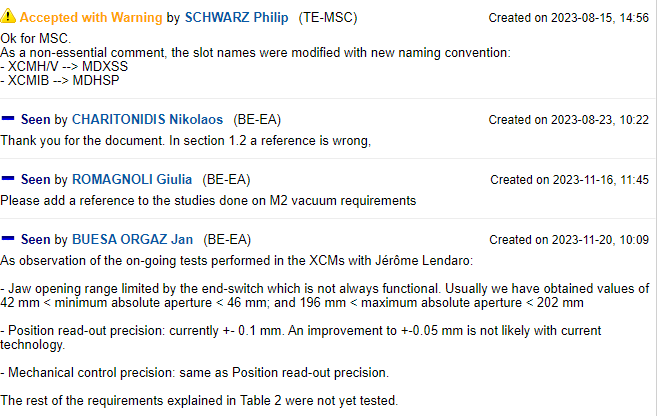 Accepted with Warning by SCHWARZ Philip (TE-MSC) Created on 2023-08-15, 14:56
Ok for MSC.
As a non-essential comment, the slot names were modified with new naming convention:
- XCMH/V --> MDXSS
- XCMIB --> MDHSP
Seen by CHARITONIDIS Nikolaos (BE-EA) Created on 2023-08-23, 10:22
Thank you for the document. In section 1.2 a reference is wrong,
Seen by ROMAGNOLI Giulia (BE-EA) Created on 2023-11-16, 11:45
Please add a reference to the studies done on M2 vacuum requirements
Seen by BUESA ORGAZ Jan (BE-EA) Created on 2023-11-20, 10:09
As observation of the on-going tests performed in the XCMs with Jérôme Lendaro:
- Jaw opening range limited by the end-switch which is not always functional. Usually we have obtained values of
42 mm < minimum absolute aperture < 46 mm; and 196 mm < maximum absolute aperture < 202 mm
- Position read-out precision: currently +- 0.1 mm. An improvement to +-0.05 mm is not likely with current
technology.
- Mechanical control precision: same as Position read-out precision.
The rest of the requirements explained in Table 2 were not yet tested.